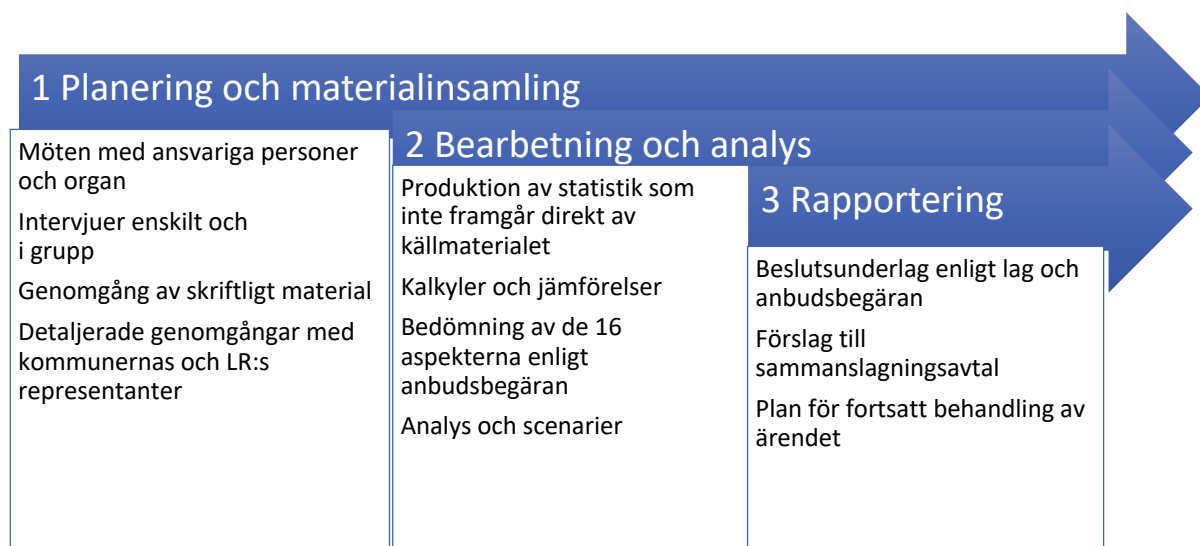 1 Planering och materialinsamling
Möten med ansvariga personer
och organ
Intervjuer enskilt och
i grupp
Genomgång av skriftligt material
Detaljerade genomgångar med
kommunernas och LR:s
representanter
2 Bearbetning och analys
Produktion av statistik som
inte framgår direkt av
källmaterialet
Kalkyler och jämförelser
Bedömning av de 16
aspekterna enligt
anbudsbegäran
Analys och scenarier
3 Rapportering
Beslutsunderlag enligt lag och
anbudsbegäran
Förslag till
sammanslagningsavtal
Plan för fortsatt behandling av
ärendet